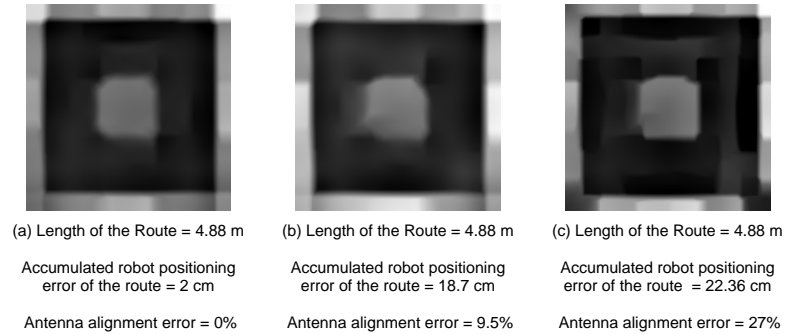 (a) Length of the Route = 4.88 m
Accumulated robot positioning
error of the route = 2 cm
Antenna alignment error = 0%
(b) Length of the Route = 4.88 m
Accumulated robot positioning
error of the route = 18.7 cm
Antenna alignment error = 9.5%
(c) Length of the Route = 4.88 m
Accumulated robot positioning
error of the route = 22.36 cm
Antenna alignment error = 27%